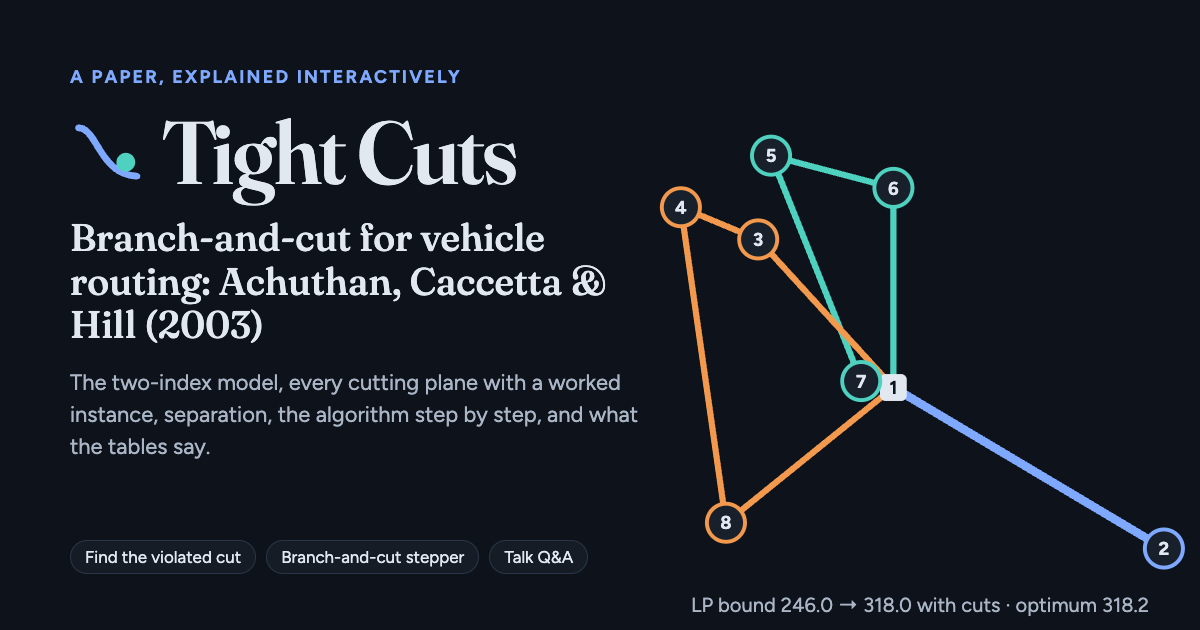 A PAPER, EXPLAINED INTERACTIVELY
Tight Cuts
Branch-and-cut for vehicle
routing: Achuthan, Caccetta &
Hill (2003)
The two-index model, every cutting plane with a worked
instance, separation, the algorithm step by step, and what
the tables say.
Find the violated cut
Branch-and-cut stepper
Talk Q&A
5
6
4
3
7
1
8
2
LP bound 246.0 → 318.0 with cuts · optimum 318.2